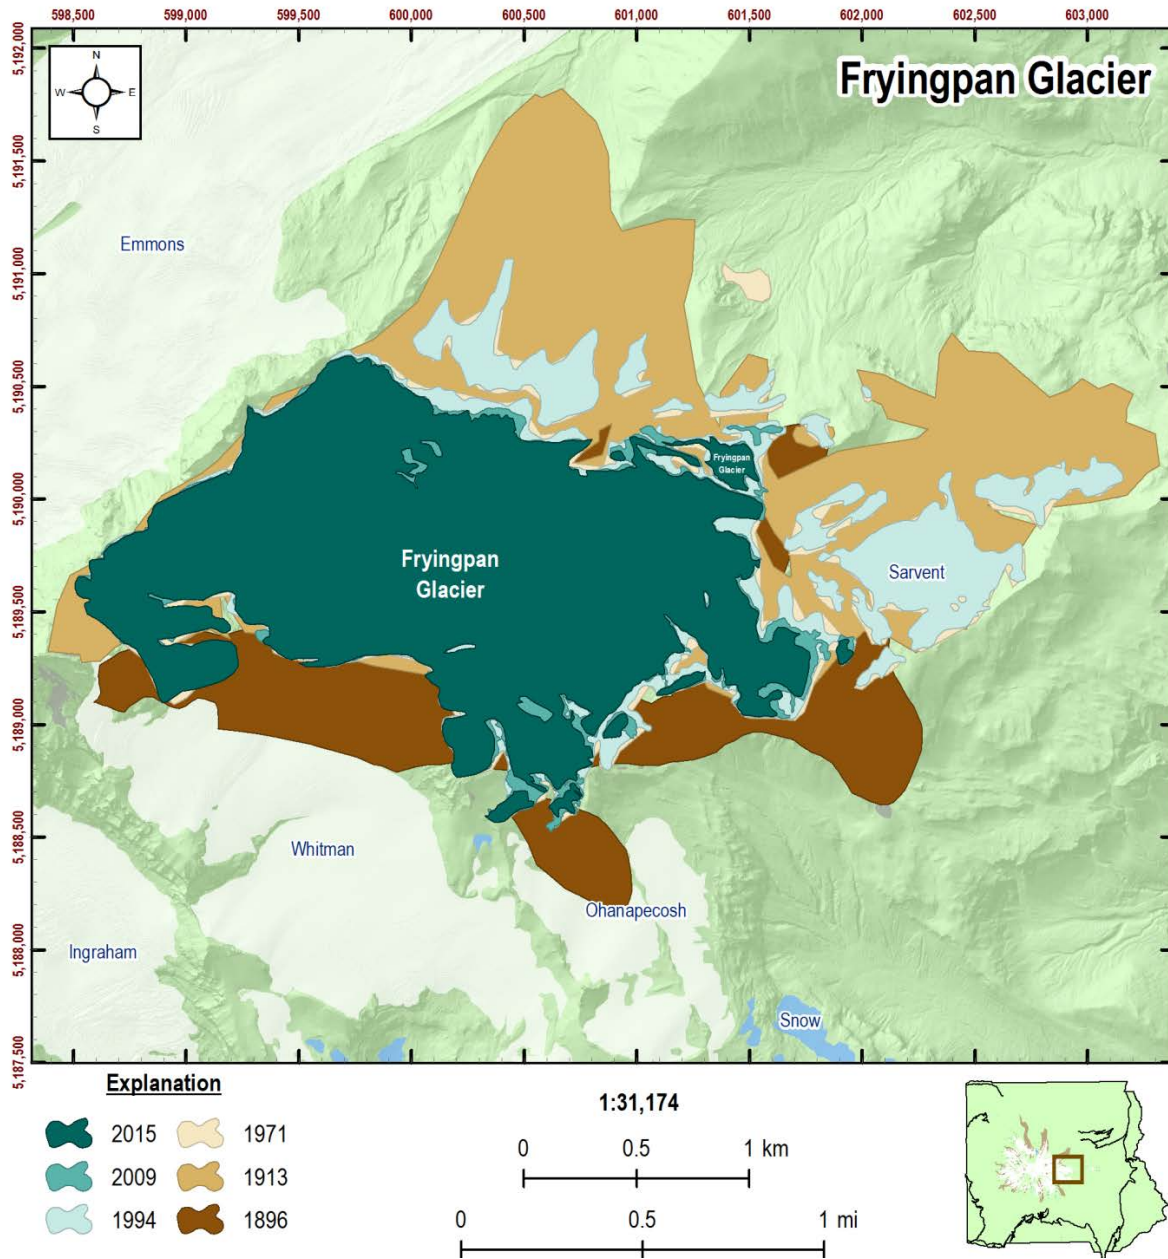 598,500 599,000 599,500 600,000 600,500 601,000 601,500 602,000 602,500 603,000
5,192,000
5,191,500
5,191,000
5,190,500
5,190,000
5,189,500
5,189,000
5,188,500
5,188,000
5,187,500
N
W E
S
Fryingpan Glacier
Emmons
Fryingpan
Glacier
Fryingpan
Glacier
Sarvent
Whitman
Ohanapecosh
Ingraham
Snow
Explanation
2015 1971
2009 1913
1994 1896
1:31,174
0 0.5 1 km
0 0.5 1 mi